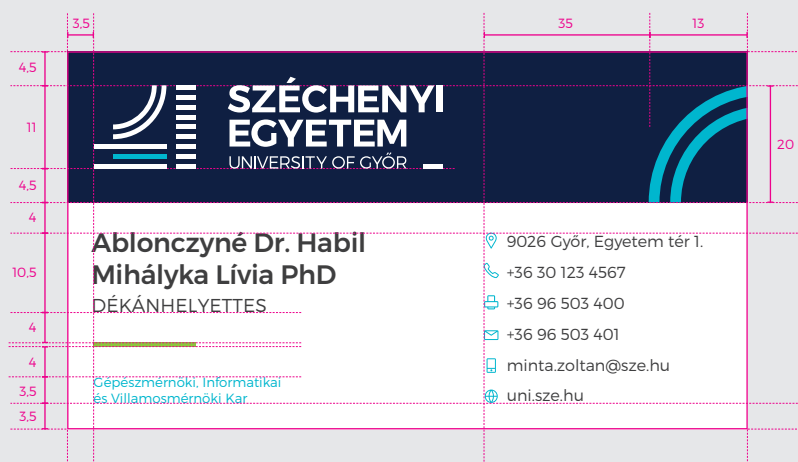 3,5
35
13
4,5
11
4,5
4
10,5
4
4
3,5
3,5
20
SZÉCHENYI
EGYETEM
UNIVERSITY OF GYŐR
Ablonczyné Dr. Habil
Mihályka Lívia PhD
DÉKÁNHELYETTES
Gépészmérnöki, Informatikai
és Villamosmérnöki Kar
9026 Győr, Egyetem tér 1.
+36 30 123 4567
+36 96 503 400
+36 96 503 401
minta.zoltan@sze.hu
uni.sze.hu